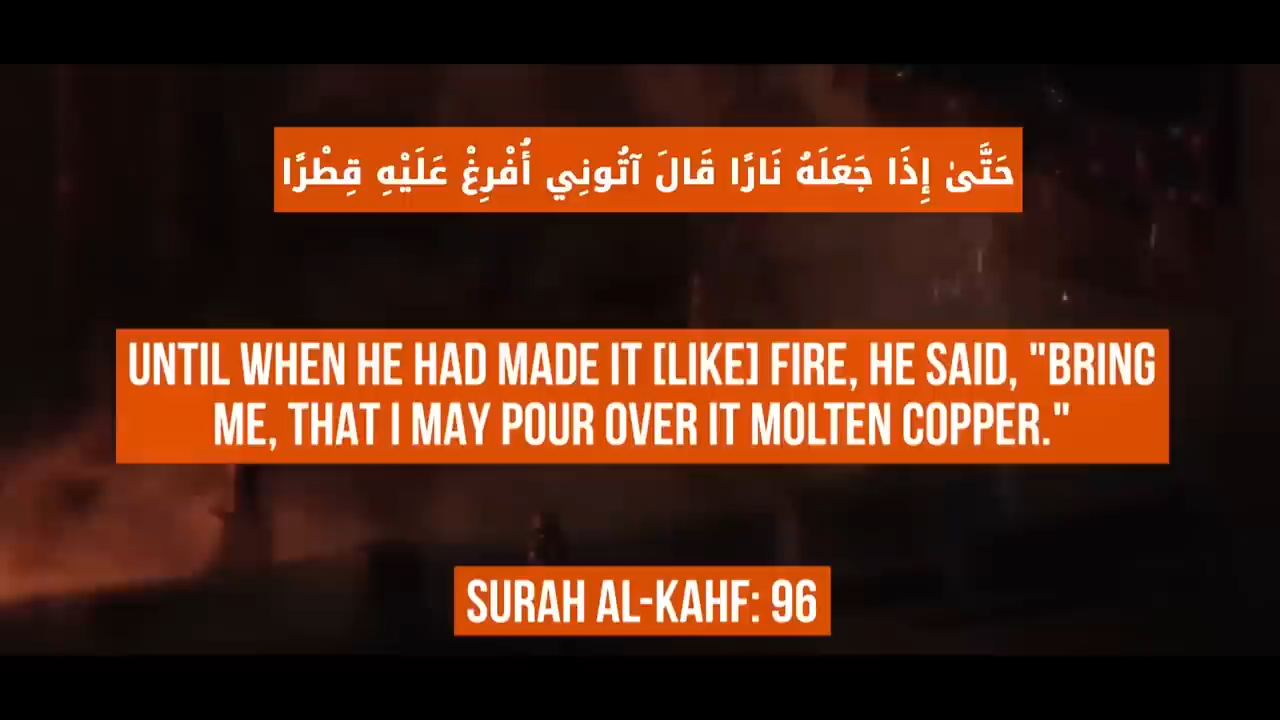 حَتَّىٰ إِذَا جَعَلَهُ نَارًا قَالَ آتُونِي أُفْرِغْ عَلَيْهِ قِطْرًا
UNTIL WHEN HE HAD MADE IT [LIKE] FIRE, HE SAID, "BRING
ME, THAT I MAY POUR OVER IT MOLTEN COPPER."
SURAH AL-KAHF: 96